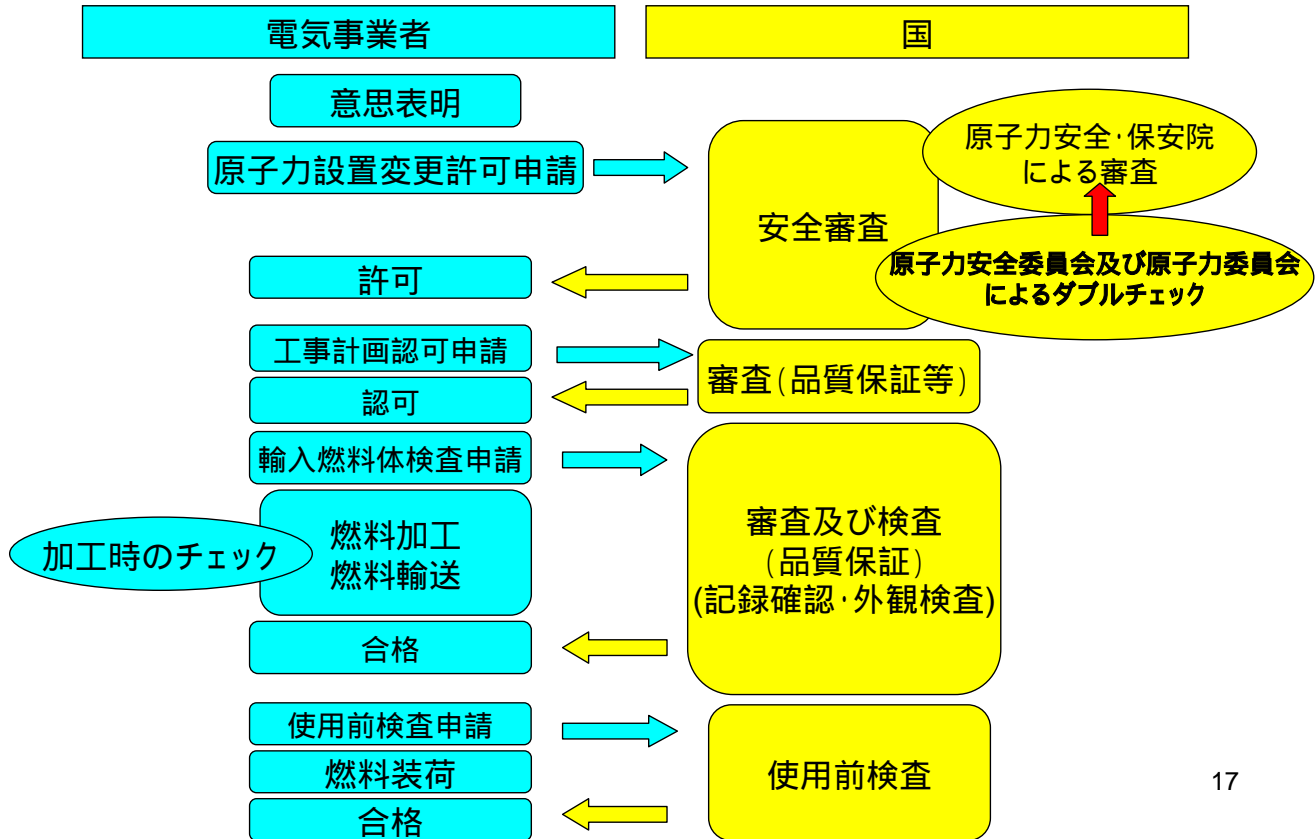 電気事業者
国
意思表明
原子力設置変更許可申請
安全審査
原子力安全・保安院
による審査
原子力安全委員会及び原子力委員会
によるダブルチェック
許可
工事計画認可申請
審査(品質保証等)
認可
輸入燃料体検査申請
加工時のチェック
燃料加工
燃料輸送
審査及び検査
(品質保証)
(記録確認・外観検査)
合格
使用前検査申請
燃料装荷
使用前検査
合格
17